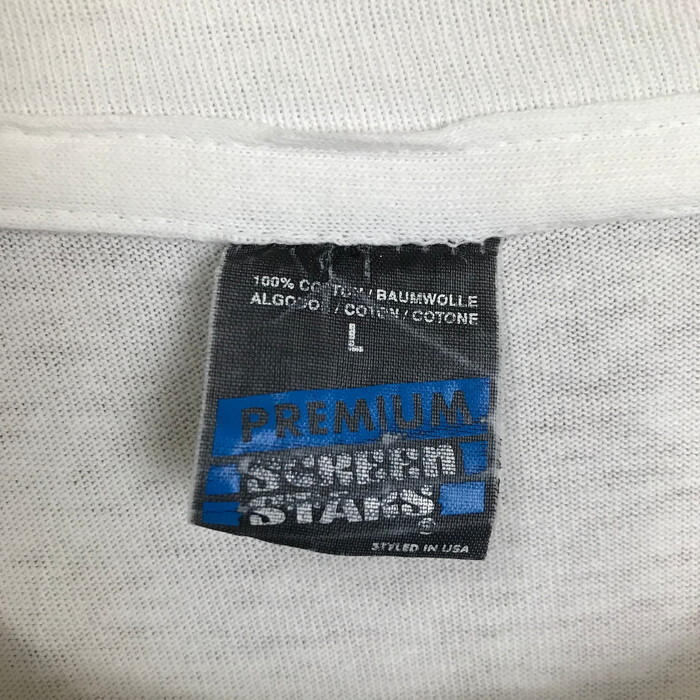 100% COTTON / BAUMWOLLE
ALGODON / COTON / COTONE
L
PREMIUM
SCREEN
STARS®
STYLED IN USA